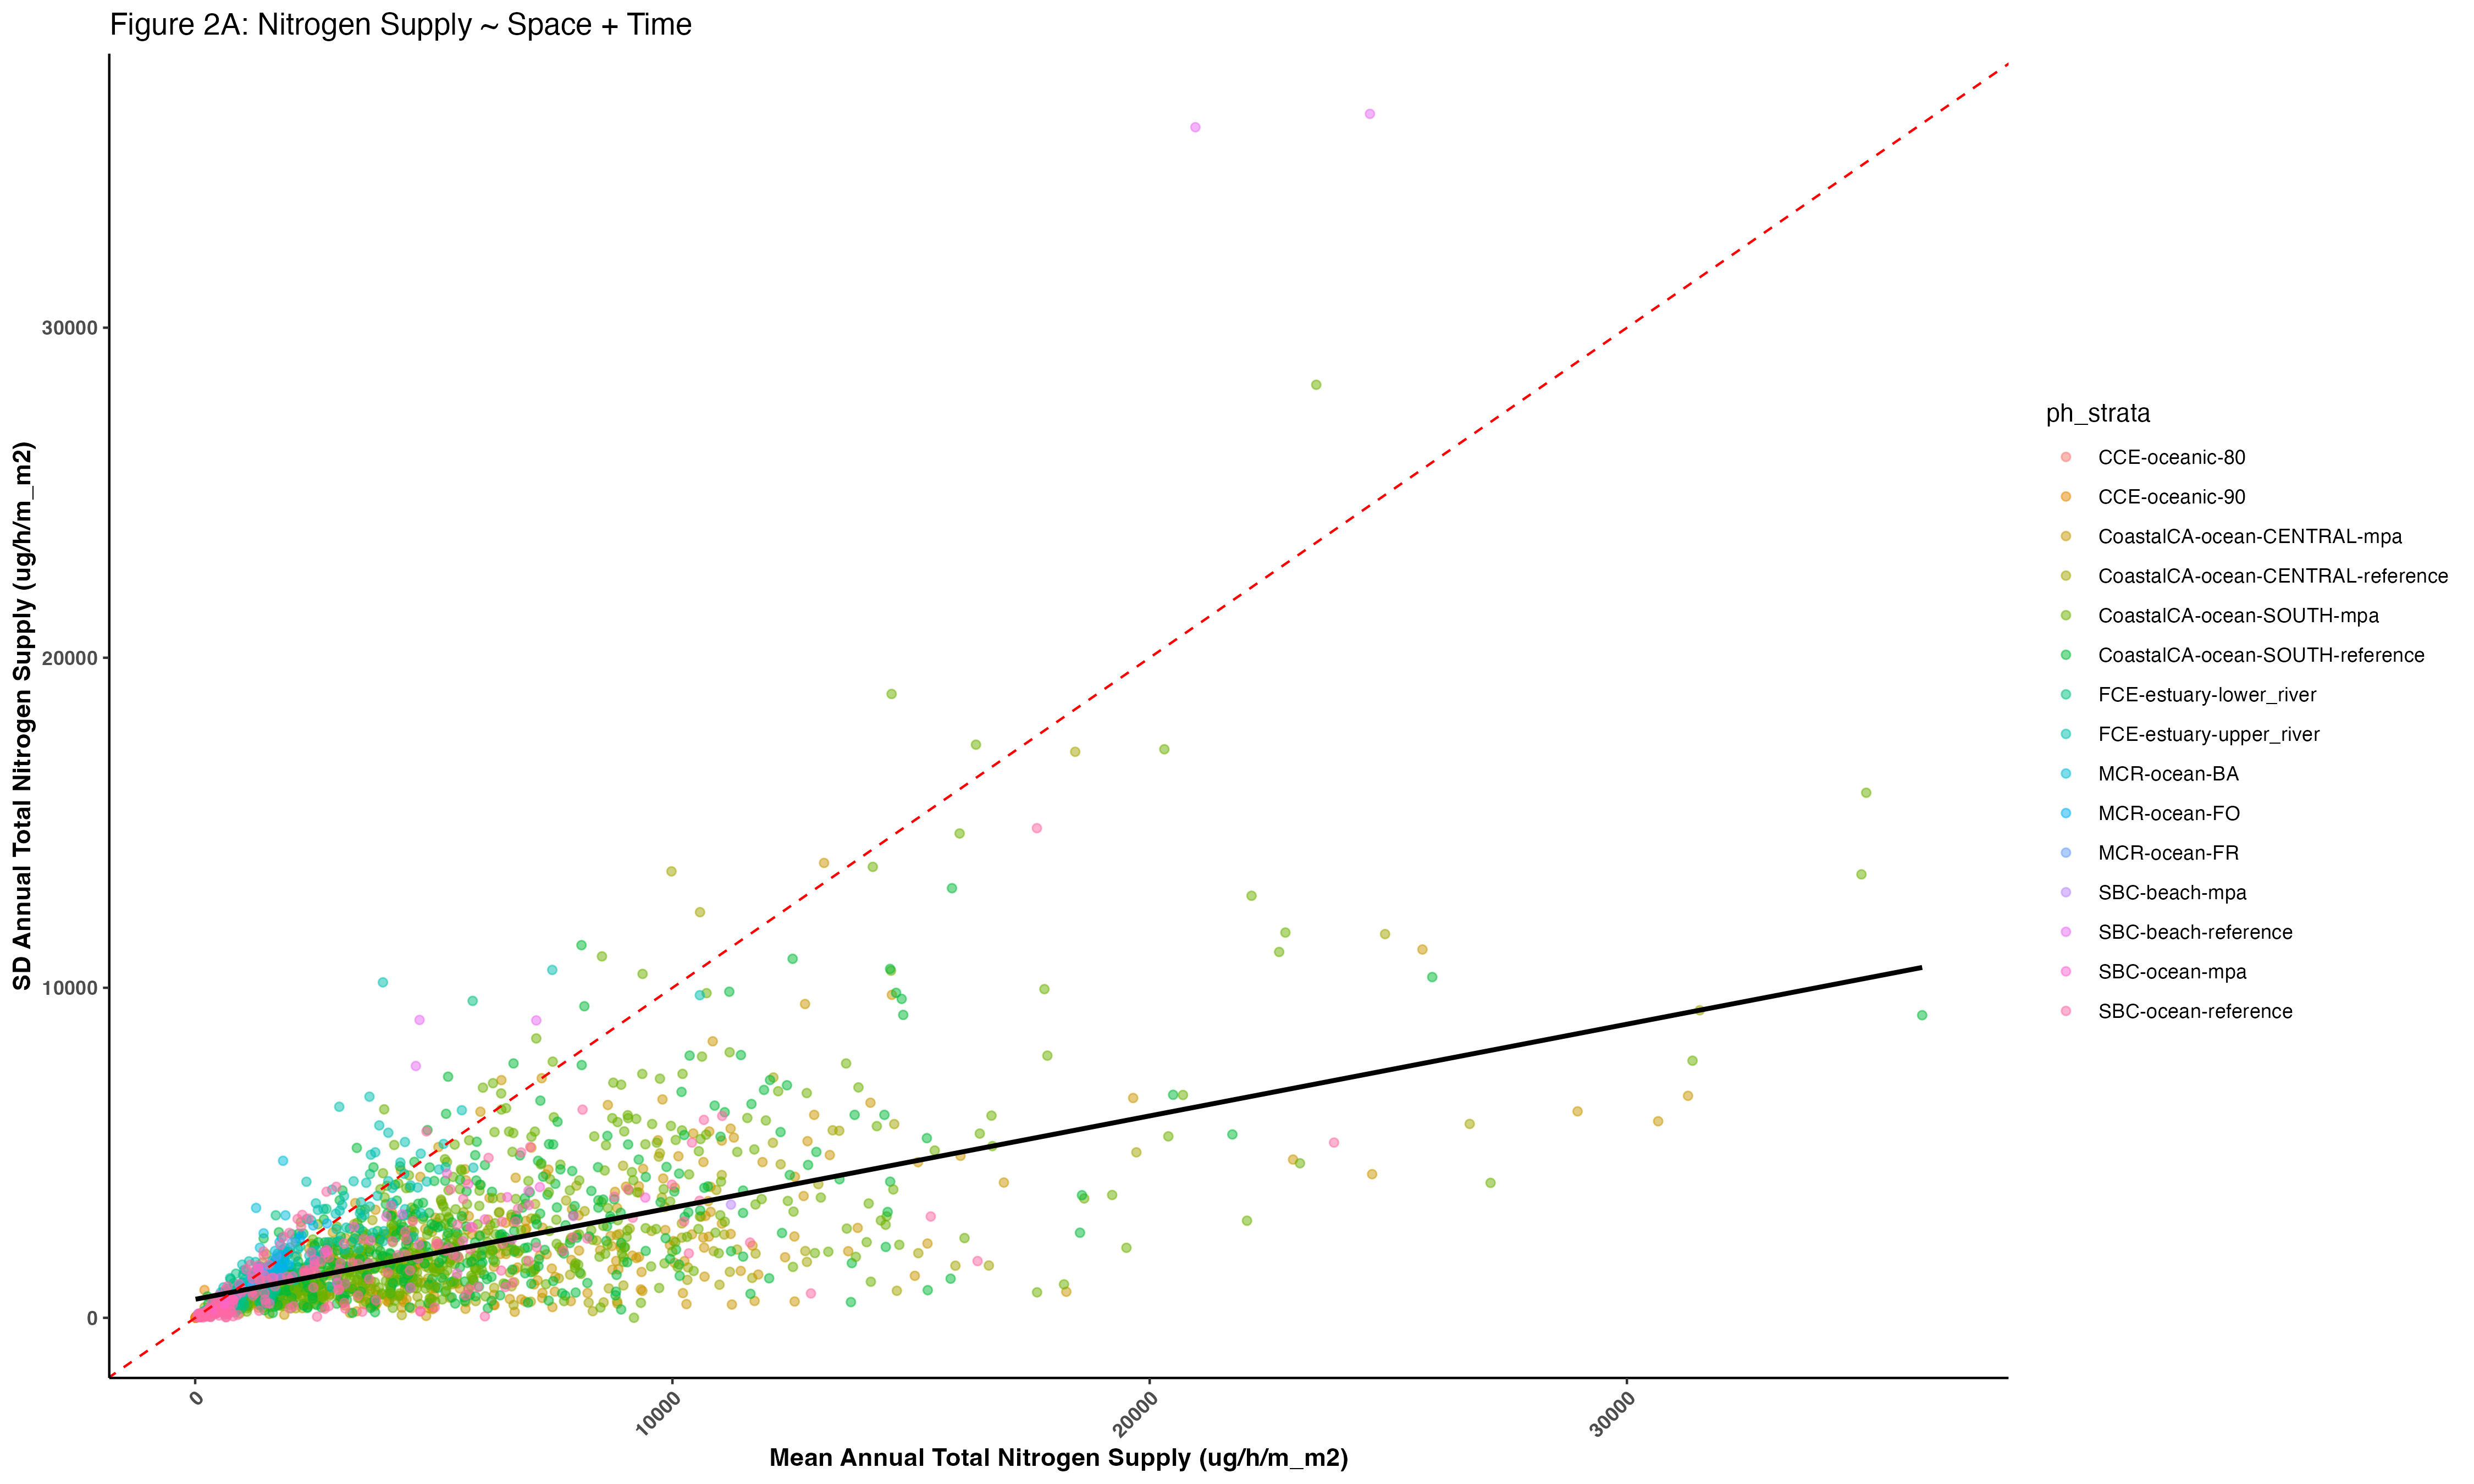 Figure 2A: Nitrogen Supply ~ Space + Time
SD Annual Total Nitrogen Supply (ug/h/m_m2)
30000
20000
10000
0
0
10000
20000
30000
Mean Annual Total Nitrogen Supply (ug/h/m_m2)
ph_strata
CCE-oceanic-80
CCE-oceanic-90
CoastalCA-ocean-CENTRAL-mpa
CoastalCA-ocean-CENTRAL-reference
CoastalCA-ocean-SOUTH-mpa
CoastalCA-ocean-SOUTH-reference
FCE-estuary-lower_river
FCE-estuary-upper_river
MCR-ocean-BA
MCR-ocean-FO
MCR-ocean-FR
SBC-beach-mpa
SBC-beach-reference
SBC-ocean-mpa
SBC-ocean-reference